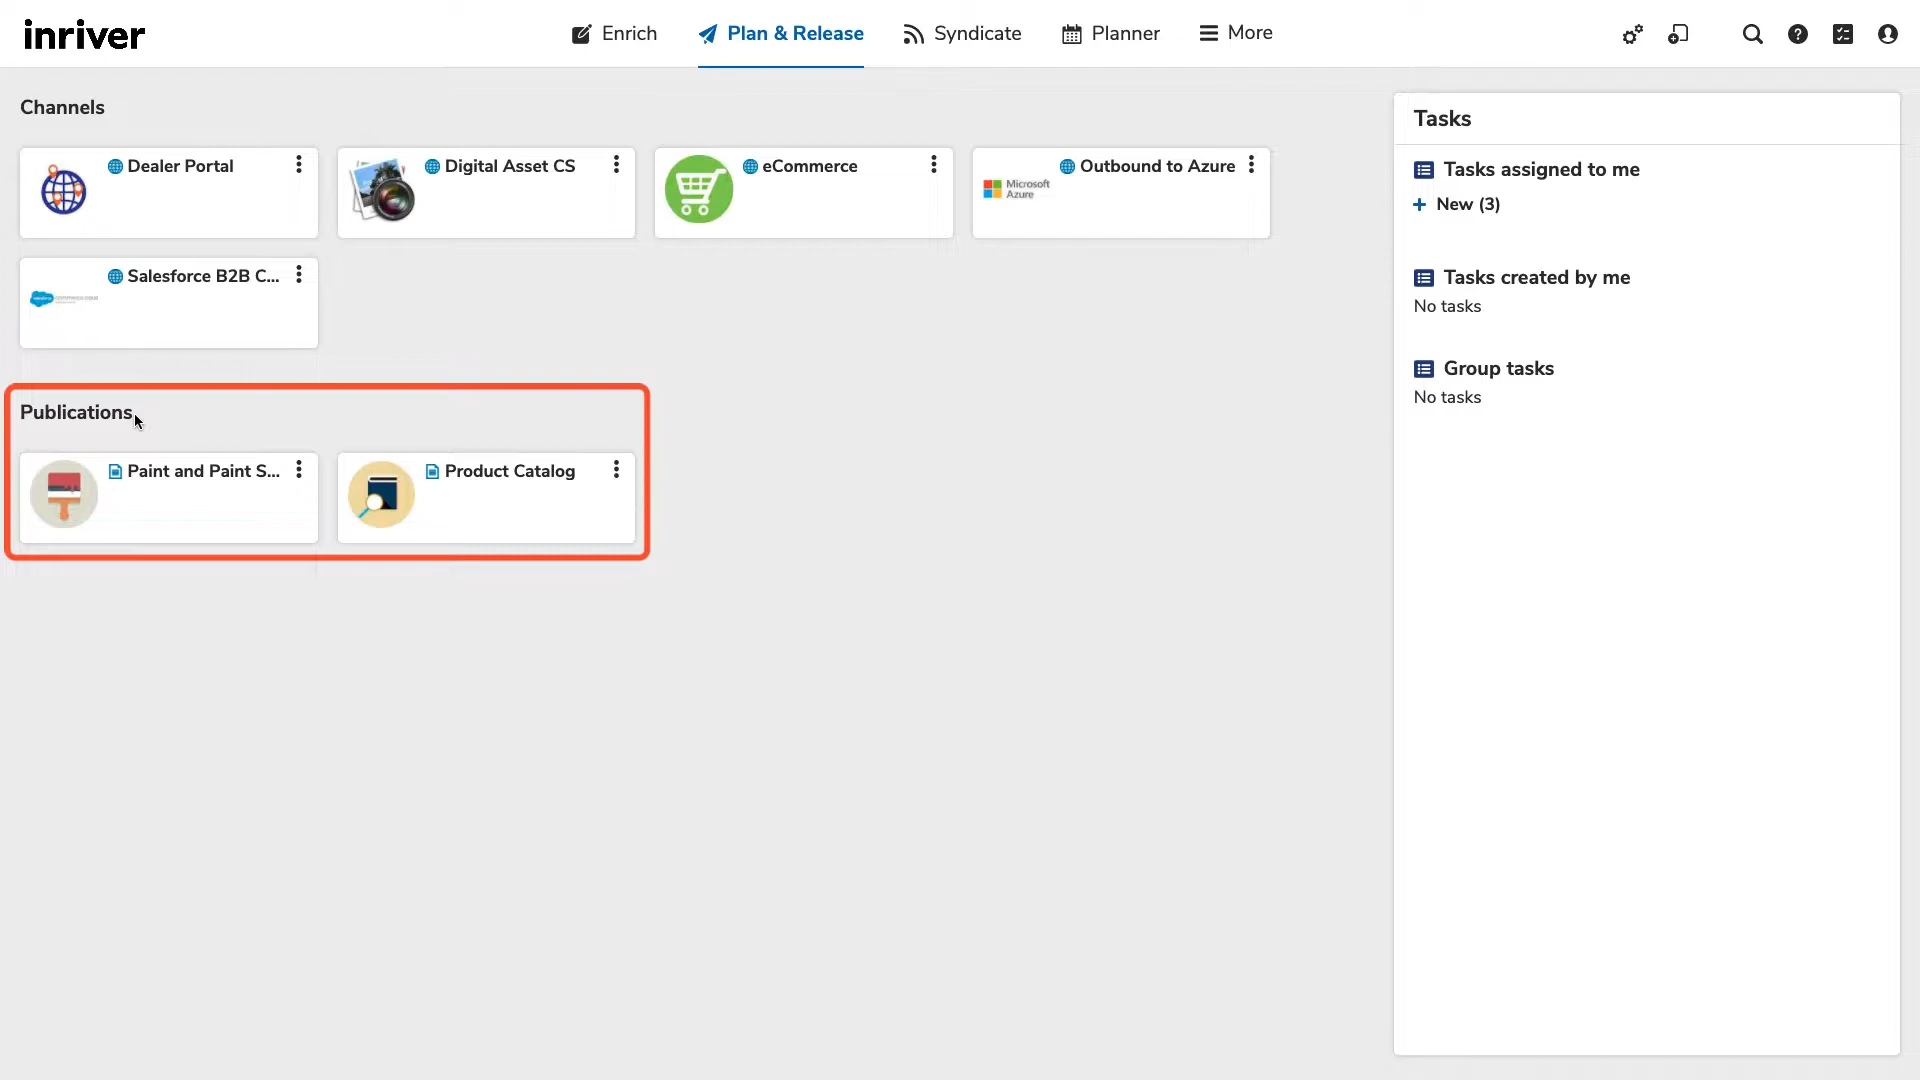 inriver
Enrich
Plan & Release
Syndicate
Planner
More
Channels
Dealer Portal
Digital Asset CS
eCommerce
Outbound to Azure
Microsoft
Azure
Salesforce B2B C...
Publications
Paint and Paint S...
Product Catalog
Tasks
Tasks assigned to me
+ New (3)
Tasks created by me
No tasks
Group tasks
No tasks